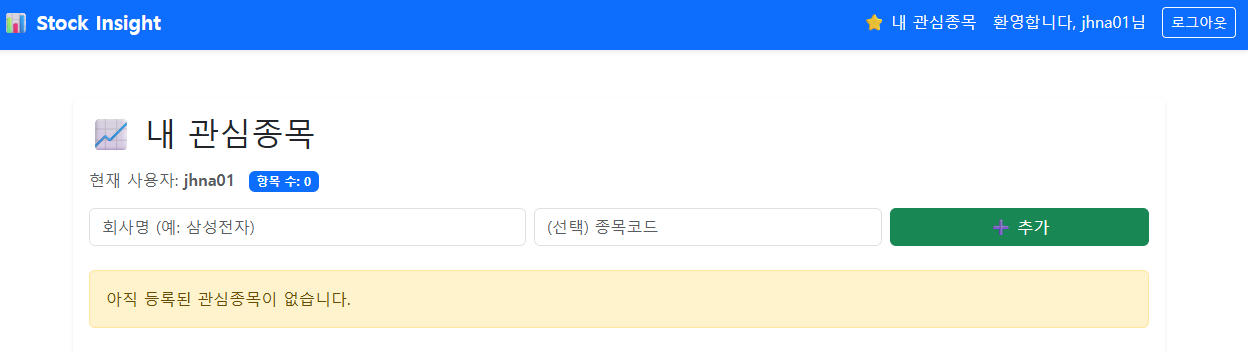 Stock Insight
내 관심종목 환영합니다, jhna01님 로그아웃
내 관심종목
현재 사용자: jhna01 항목 수: 0
회사명 (예: 삼성전자) (선택) 종목코드 ➕ 추가
아직 등록된 관심종목이 없습니다.